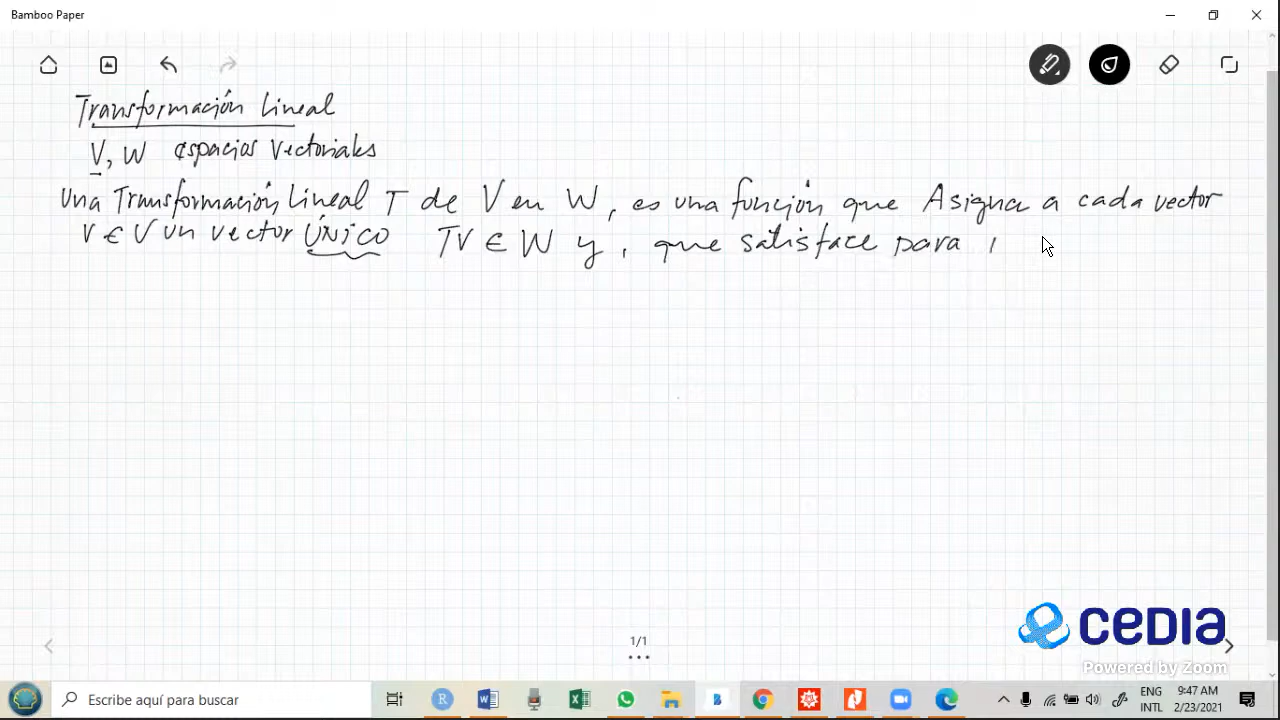 Bamboo Paper
Transformación Lineal
V, W espacios Vectoriales
Una Transformación Lineal T de V en W, es una función que Asigna a cada vector
V ∈ V un vector ÚNICO TV ∈ W y, que satisface para
1/1
cedia
Powered by Zoom
Escribe aquí para buscar
ENG
INTL
9:47 AM
2/23/2021